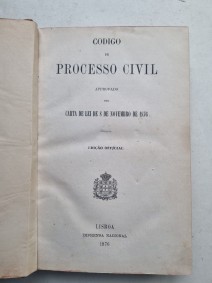 CODIGO
DE
PROCESSO CIVIL
APPROVADO
POR
CARTA DE LEI DE 8 DE NOVEMBRO DE 1876
EDIÇÃO OFFICIAL
LISBOA
IMPRENSA NACIONAL
1876